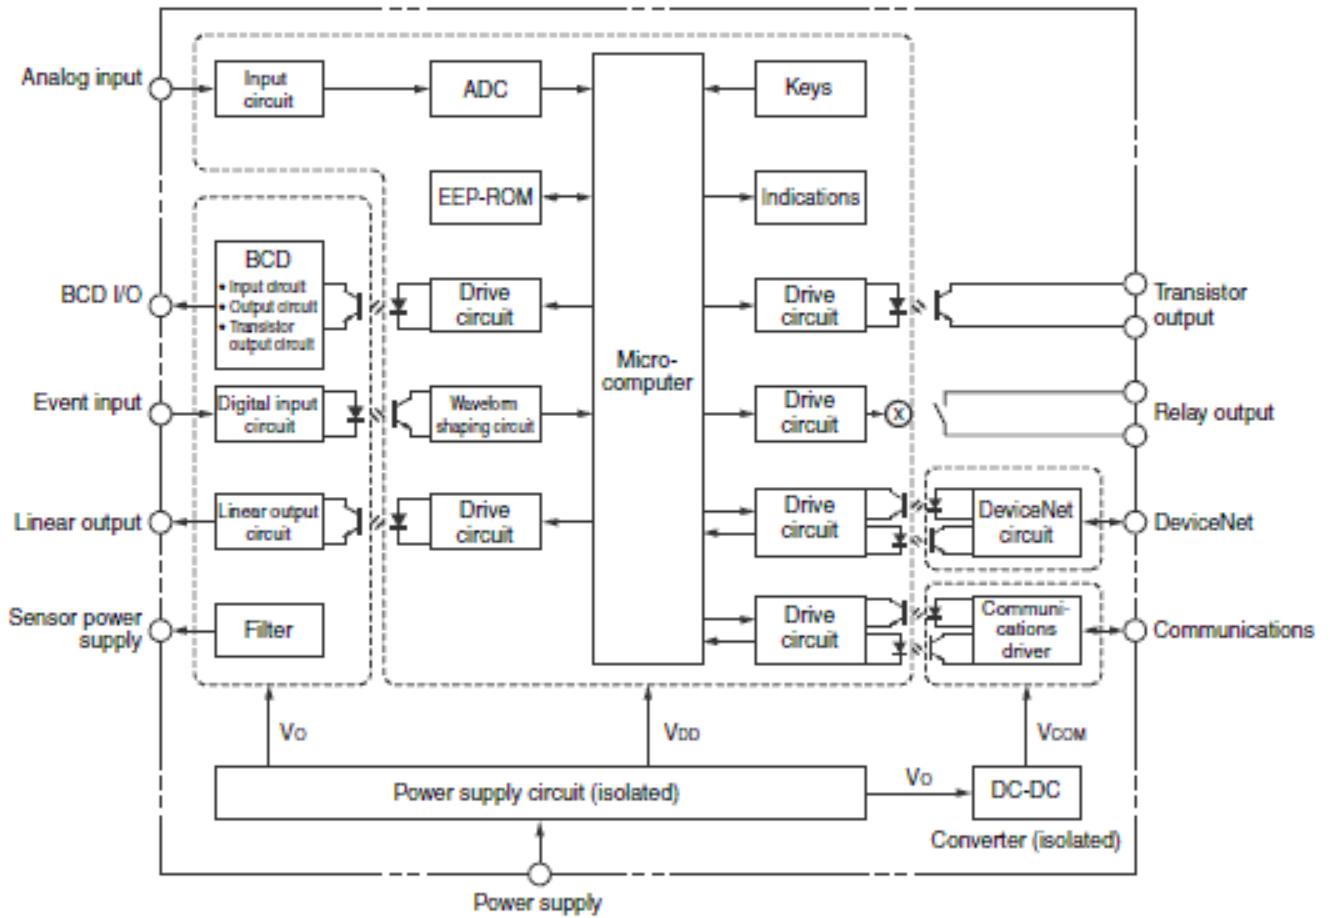 Analog input
Input
circuit
ADC
Keys
EEP-ROM
Indications
BCD I/O
BCD
• Input circuit
• Output circuit
• Transistor
output circuit
Drive
circuit
Micro-
computer
Drive
circuit
Transistor
output
Event input
Digital input
circuit
Waveform
shaping circuit
Drive
circuit
X
Relay output
Linear output
Linear output
circuit
Drive
circuit
Drive
circuit
DeviceNet
circuit
DeviceNet
Sensor power
supply
Filter
Drive
circuit
Communi-
cations
driver
Communications
VO
VDD
VCOM
Power supply circuit (isolated)
VO
DC-DC
Converter (isolated)
Power supply